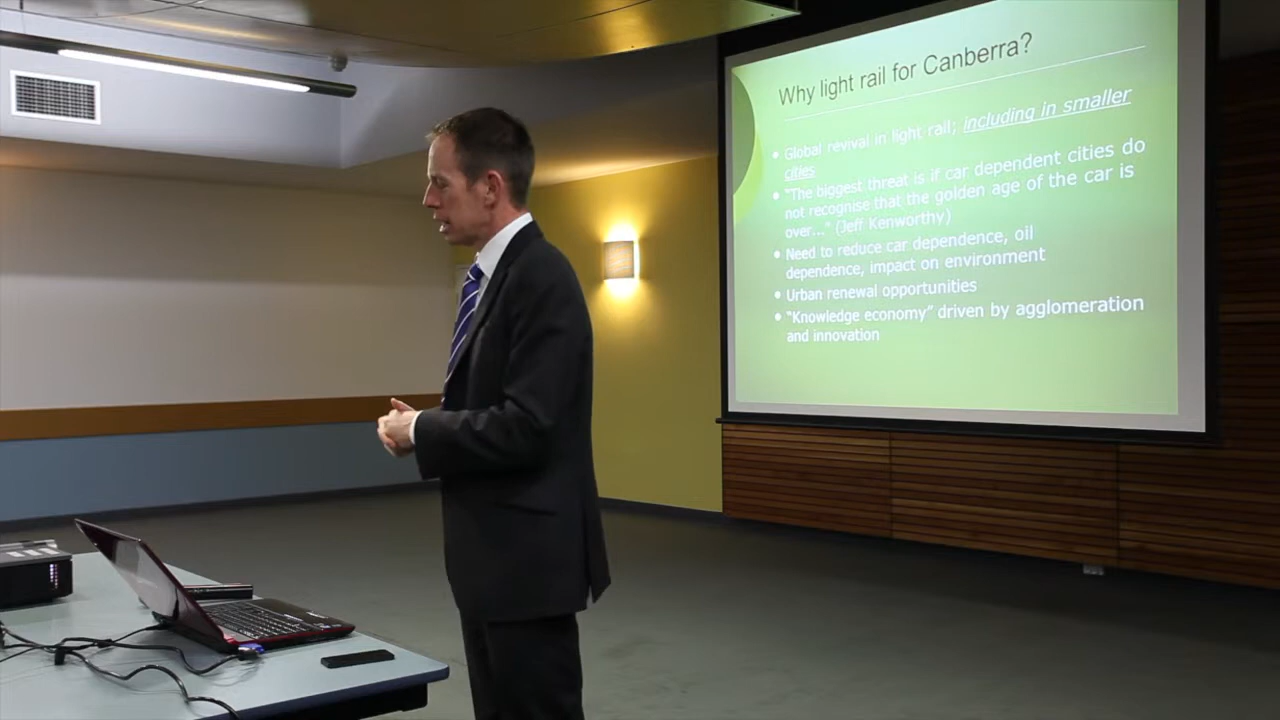 Why light rail for Canberra?
• Global revival in light rail; including in smaller
cities
• "The biggest threat is if car dependent cities do
not recognise that the golden age of the car is
over..." (Jeff Kenworthy)
• Need to reduce car dependence, oil
dependence, impact on environment
• Urban renewal opportunities
• "Knowledge economy" driven by agglomeration
and innovation